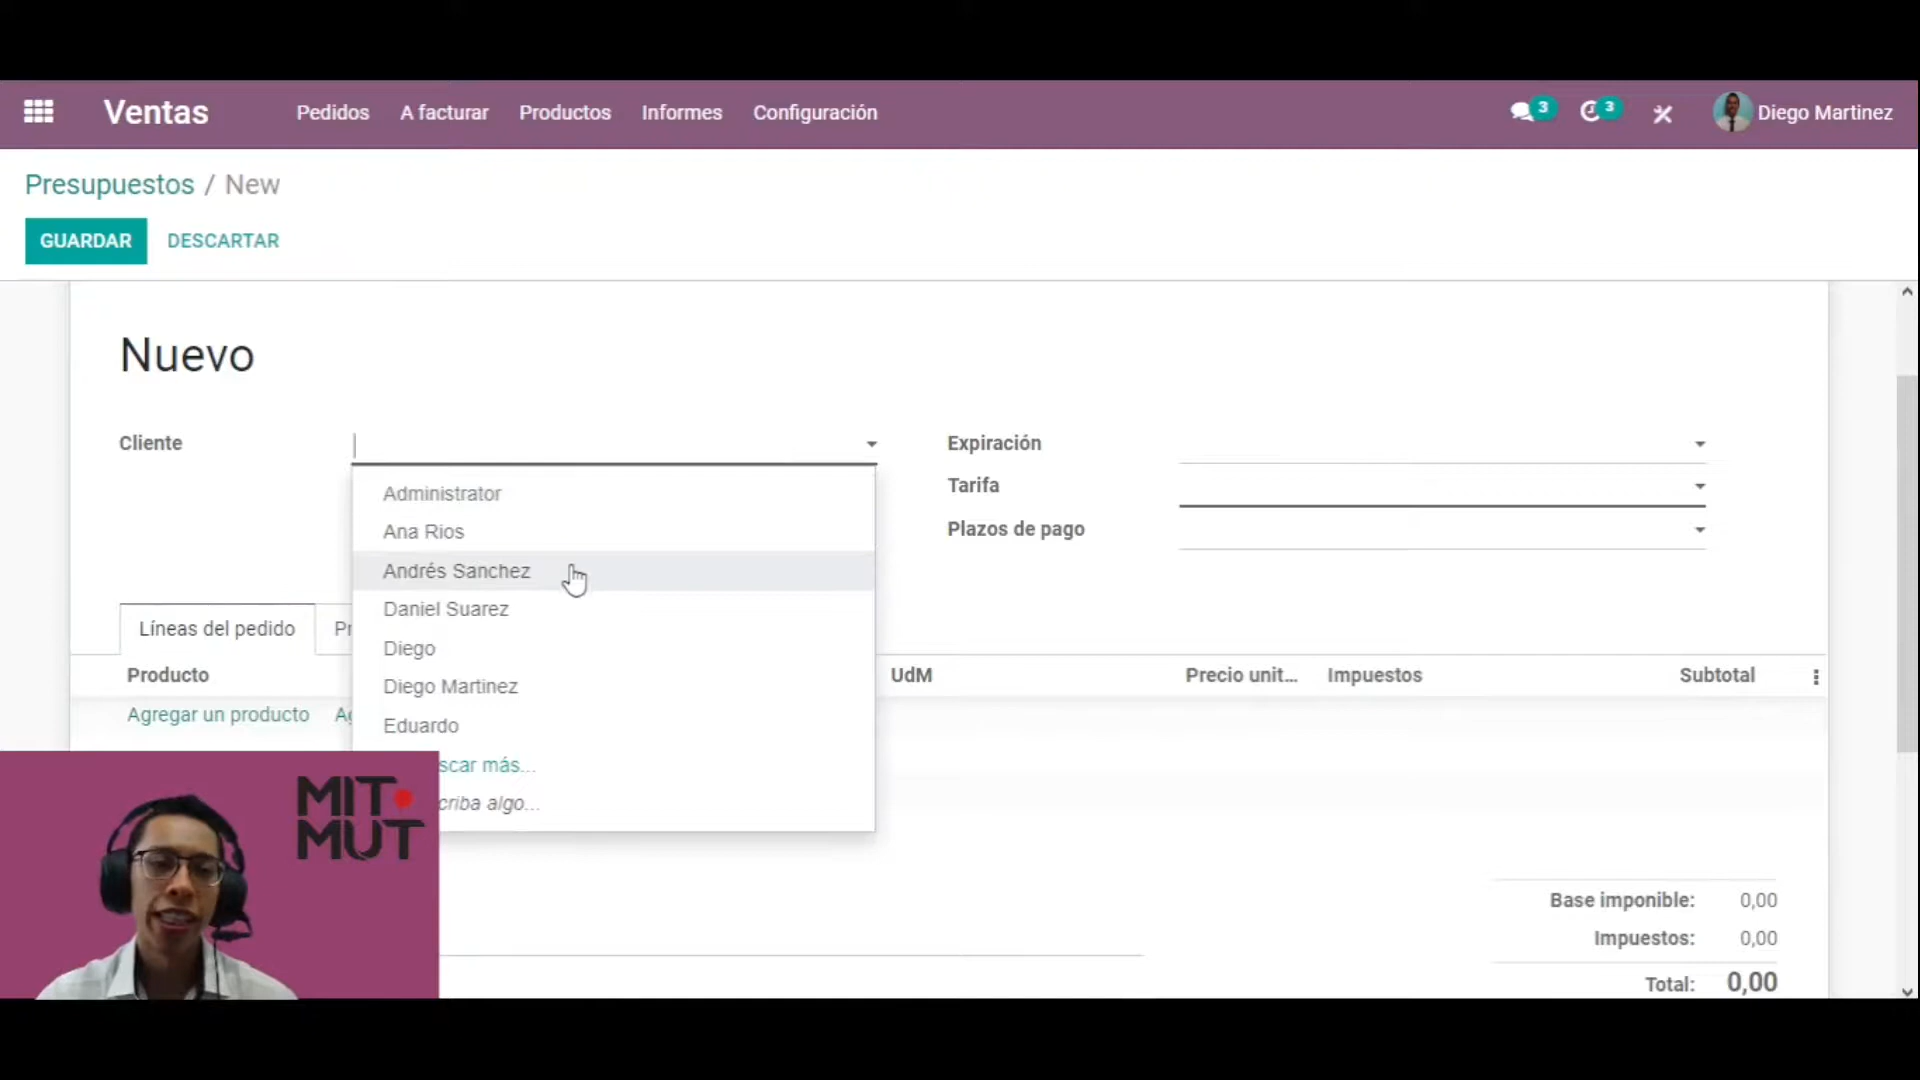 Ventas
Pedidos
A facturar
Productos
Informes
Configuración
3
3
Diego Martinez
Presupuestos / New
GUARDAR
DESCARTAR
Nuevo
Cliente
Expiración
Tarifa
Plazos de pago
Administrator
Ana Rios
Andrés Sanchez
Daniel Suarez
Diego
Diego Martinez
Eduardo
scar más...
criba algo...
Líneas del pedido
Pr
Producto
UdM
Precio unit...
Impuestos
Subtotal
Agregar un producto
Ag
MIT
MUT
Base imponible: 0,00
Impuestos: 0,00
Total: 0,00